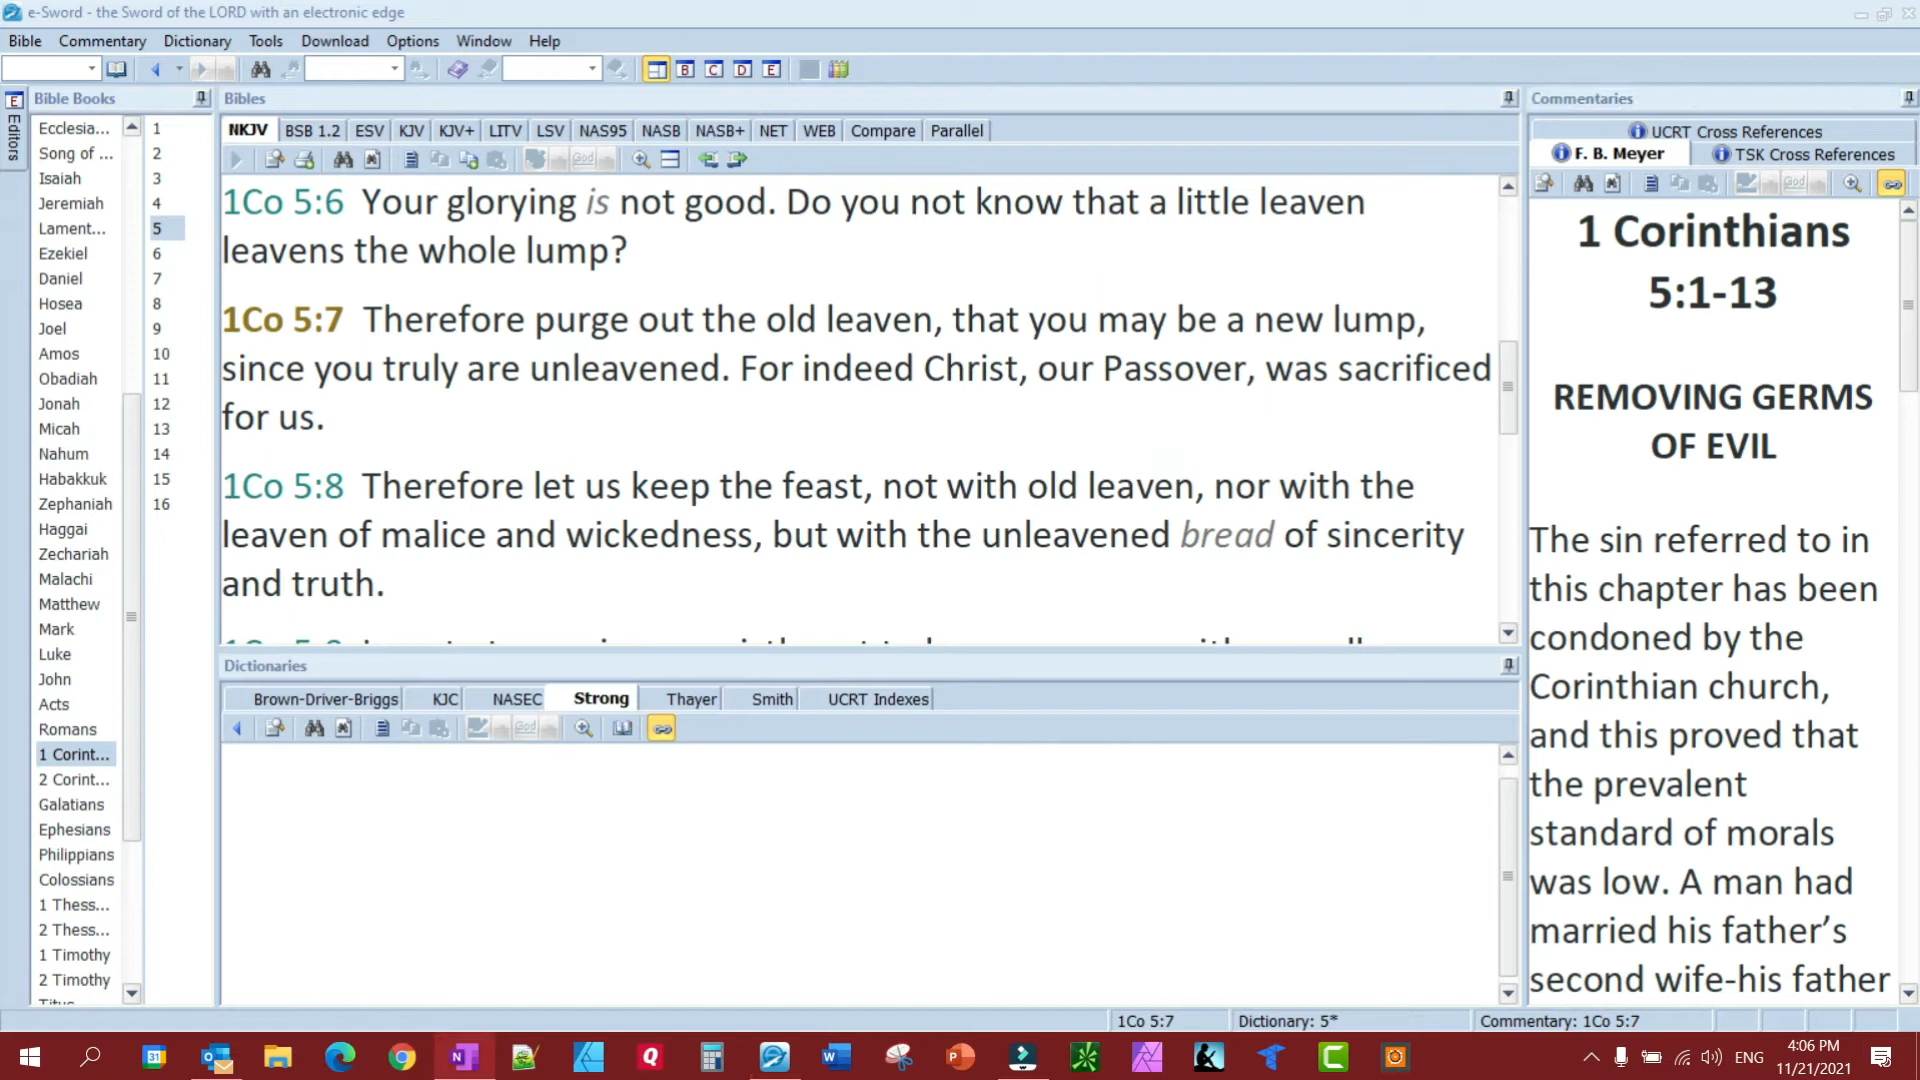 e-Sword - the Sword of the LORD with an electronic edge
Bible Commentary Dictionary Tools Download Options Window Help
B C D E
E
Editors
Bible Books
Ecclesia...
Song of ...
Isaiah
Jeremiah
Lament...
Ezekiel
Daniel
Hosea
Joel
Amos
Obadiah
Jonah
Micah
Nahum
Habakkuk
Zephaniah
Haggai
Zechariah
Malachi
Matthew
Mark
Luke
John
Acts
Romans
1 Corint...
2 Corint...
Galatians
Ephesians
Philippians
Colossians
1 Thess...
2 Thess...
1 Timothy
2 Timothy
1
2
3
4
5
6
7
8
9
10
11
12
13
14
15
16
Bibles
NKJV BSB 1.2 ESV KJV KJV+ LITV LSV NAS95 NASB NASB+ NET WEB Compare Parallel
God
1Co 5:6 Your glorying is not good. Do you not know that a little leaven
leavens the whole lump?
1Co 5:7 Therefore purge out the old leaven, that you may be a new lump,
since you truly are unleavened. For indeed Christ, our Passover, was sacrificed
for us.
1Co 5:8 Therefore let us keep the feast, not with old leaven, nor with the
leaven of malice and wickedness, but with the unleavened bread of sincerity
and truth.
Dictionaries
Brown-Driver-Briggs KJC NASEC Strong Thayer Smith UCRT Indexes
God
Commentaries
UCRT Cross References
F. B. Meyer TSK Cross References
God
1 Corinthians
5:1-13
REMOVING GERMS
OF EVIL
The sin referred to in
this chapter has been
condoned by the
Corinthian church,
and this proved that
the prevalent
standard of morals
was low. A man had
married his father’s
second wife-his father
1Co 5:7 Dictionary: 5* Commentary: 1Co 5:7
31 N Q W P C
ENG
4:06 PM
11/21/2021